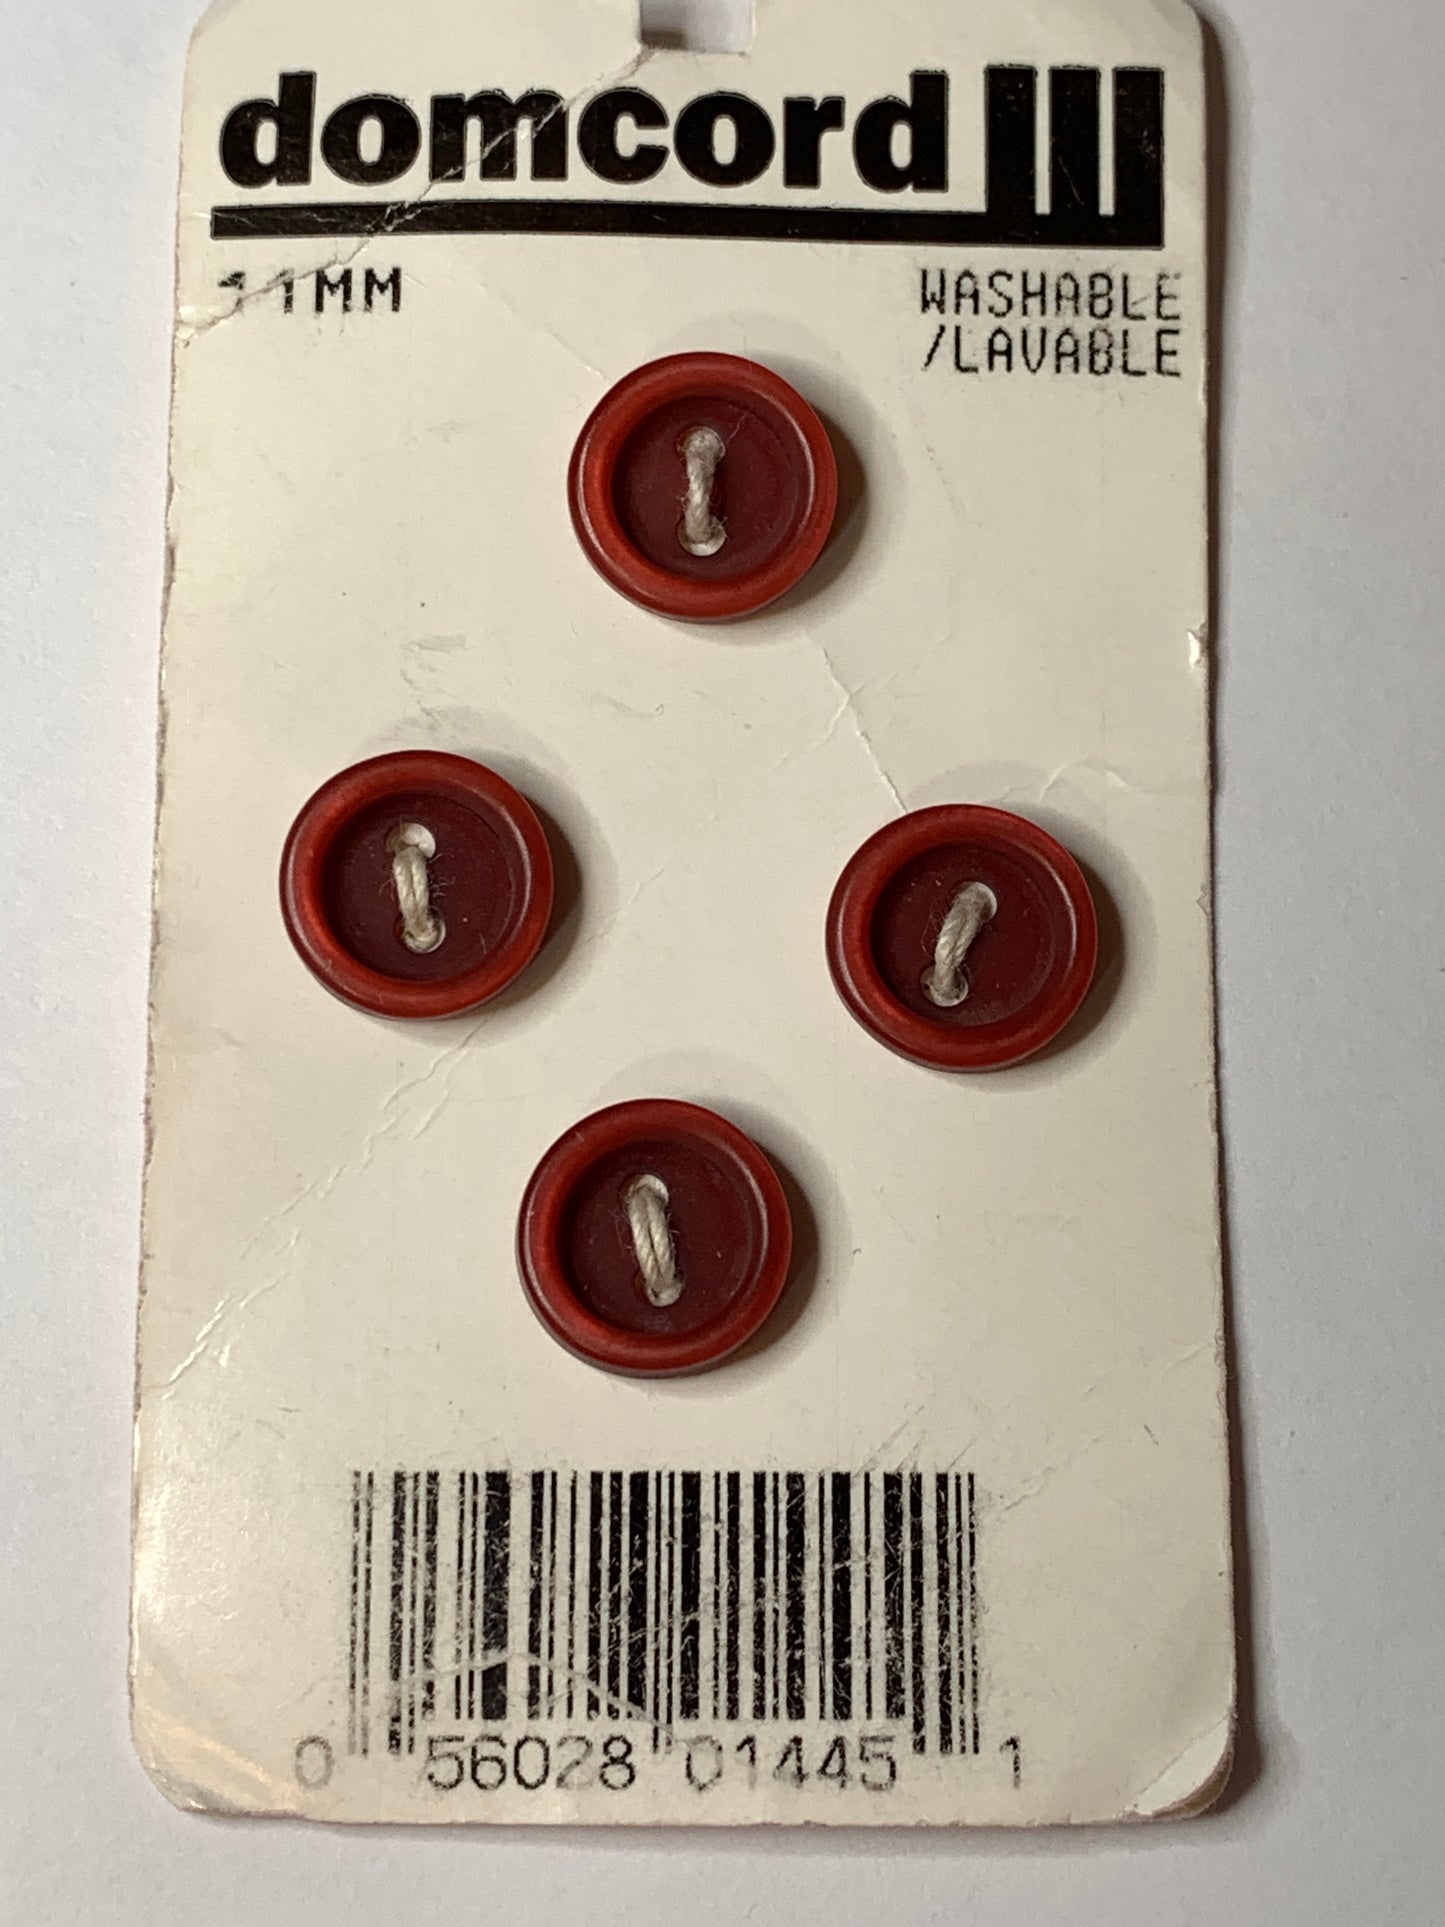 domcord
11MM
WASHABLE
/LAVABLE
0 56028 01445 1